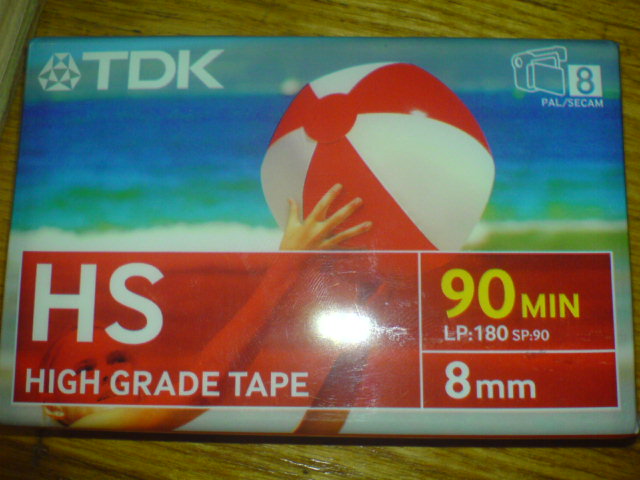 TDK
8
PAL/SECAM
HS
HIGH GRADE TAPE
90 MIN
LP:180 SP:90
8mm